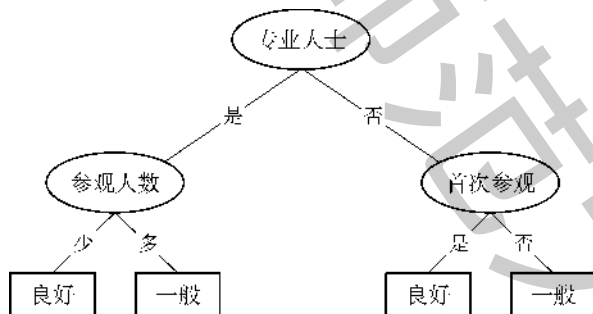 专业人士
是 否
参观人数 首次参观
少 多 是 否
良好 一般 良好 一般